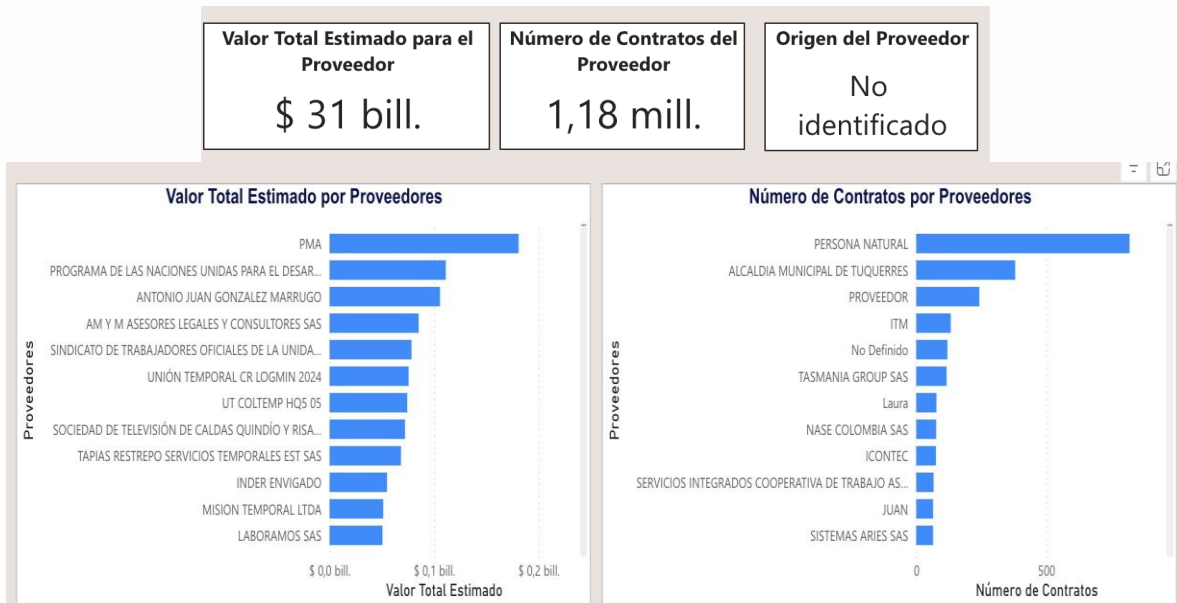 Valor Total Estimado para el
Proveedor
$ 31 bill.
Número de Contratos del
Proveedor
1,18 mill.
Origen del Proveedor
No
identificado
Valor Total Estimado por Proveedores
Proveedores
PMA
PROGRAMA DE LAS NACIONES UNIDAS PARA EL DESAR...
ANTONIO JUAN GONZALEZ MARRUGO
AM Y M ASESORES LEGALES Y CONSULTORES SAS
SINDICATO DE TRABAJADORES OFICIALES DE LA UNIDA...
UNIÓN TEMPORAL CR LOGMIN 2024
UT COLTEMP HQ5 05
SOCIEDAD DE TELEVISIÓN DE CALDAS QUINDÍO Y RISA...
TAPIAS RESTREPO SERVICIOS TEMPORALES EST SAS
INDER ENVIGADO
MISION TEMPORAL LTDA
LABORAMOS SAS
$ 0,0 bill. $ 0,1 bill. $ 0,2 bill.
Valor Total Estimado
Número de Contratos por Proveedores
Proveedores
PERSONA NATURAL
ALCALDIA MUNICIPAL DE TUQUERRES
PROVEEDOR
ITM
No Definido
TASMANIA GROUP SAS
Laura
NASE COLOMBIA SAS
ICONTEC
SERVICIOS INTEGRADOS COOPERATIVA DE TRABAJO AS...
JUAN
SISTEMAS ARIES SAS
0 500
Número de Contratos